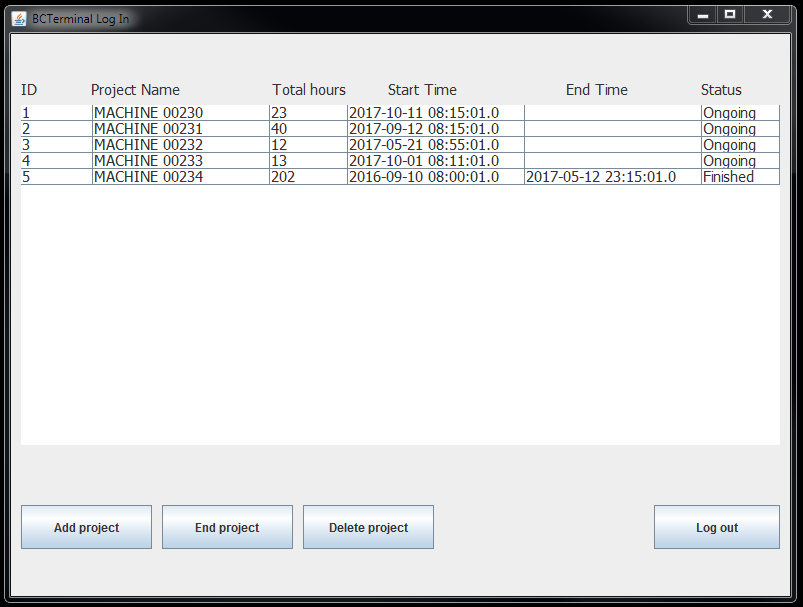 BCTerminal Log In
ID Project Name Total hours Start Time End Time Status
1 MACHINE 00230 23 2017-10-11 08:15:01.0 Ongoing
2 MACHINE 00231 40 2017-09-12 08:15:01.0 Ongoing
3 MACHINE 00232 12 2017-05-21 08:55:01.0 Ongoing
4 MACHINE 00233 13 2017-10-01 08:11:01.0 Ongoing
5 MACHINE 00234 202 2016-09-10 08:00:01.0 2017-05-12 23:15:01.0 Finished
Add project End project Delete project Log out